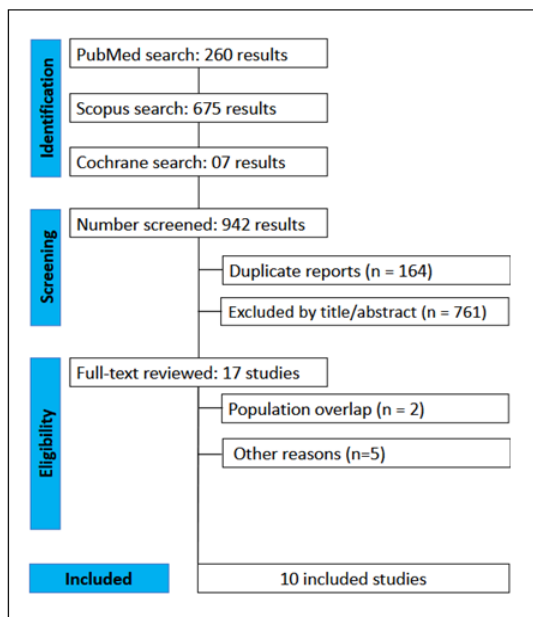 Identification
PubMed search: 260 results
Scopus search: 675 results
Cochrane search: 07 results
Screening
Number screened: 942 results
Duplicate reports (n = 164)
Excluded by title/abstract (n = 761)
Eligibility
Full-text reviewed: 17 studies
Population overlap (n = 2)
Other reasons (n=5)
Included
10 included studies